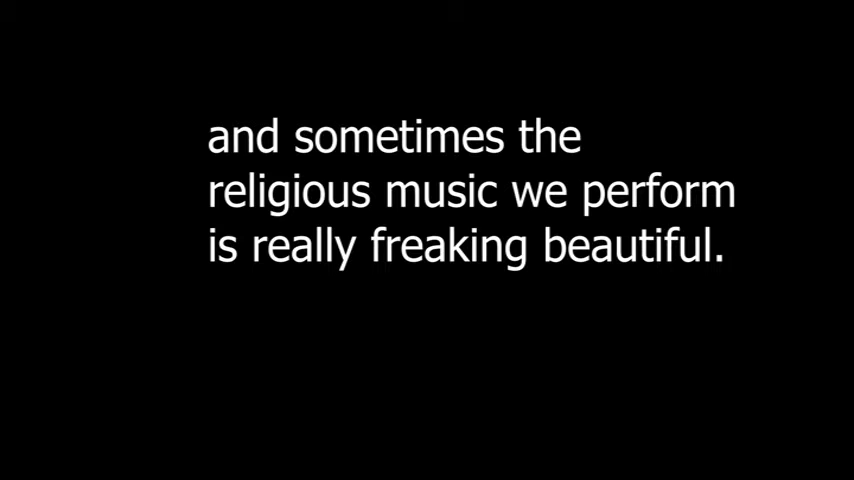 and sometimes the
religious music we perform
is really freaking beautiful.